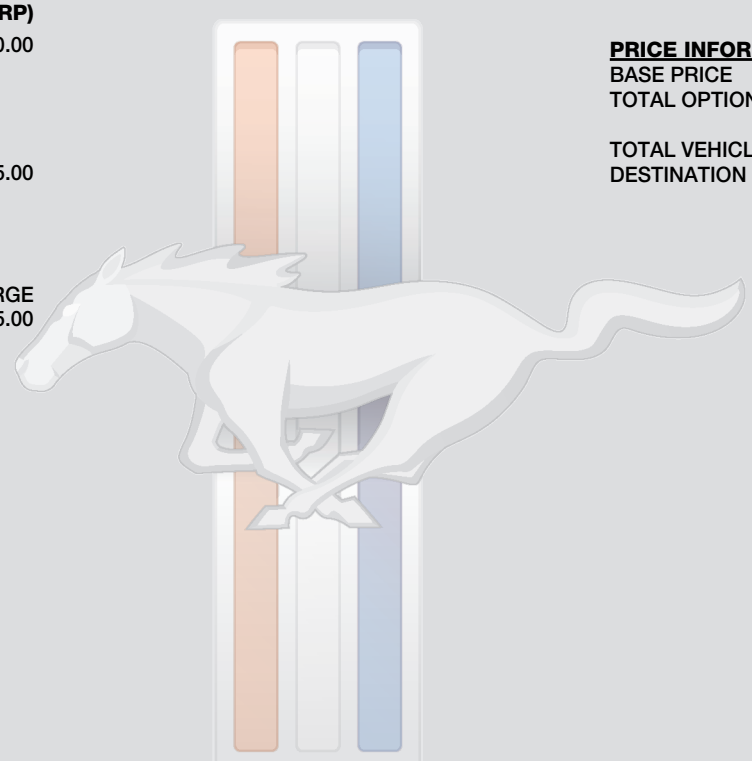 RP)
0.00
5.00
RGE
5.00
PRICE INFOR
BASE PRICE
TOTAL OPTION
TOTAL VEHICL
DESTINATION